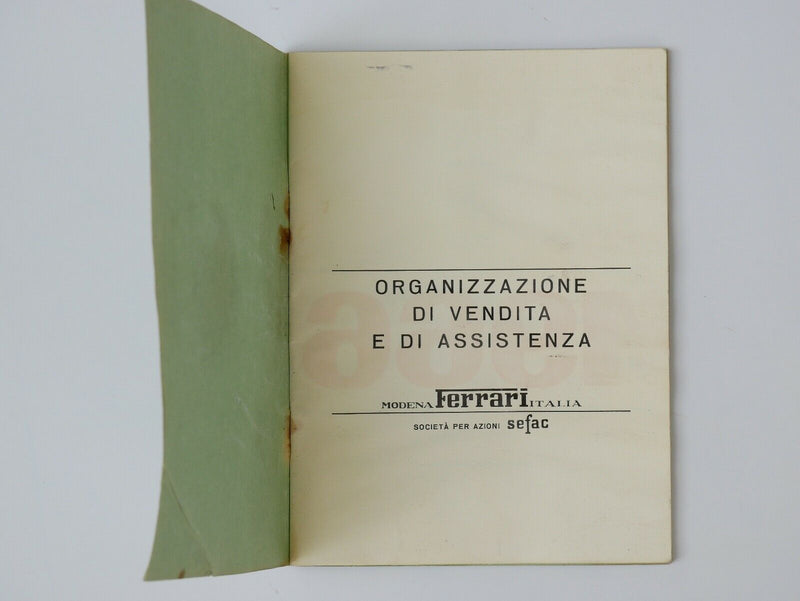 ORGANIZZAZIONE
DI VENDITA
E DI ASSISTENZA
MODENA Ferrari ITALIA
SOCIETÀ PER AZIONI sefac